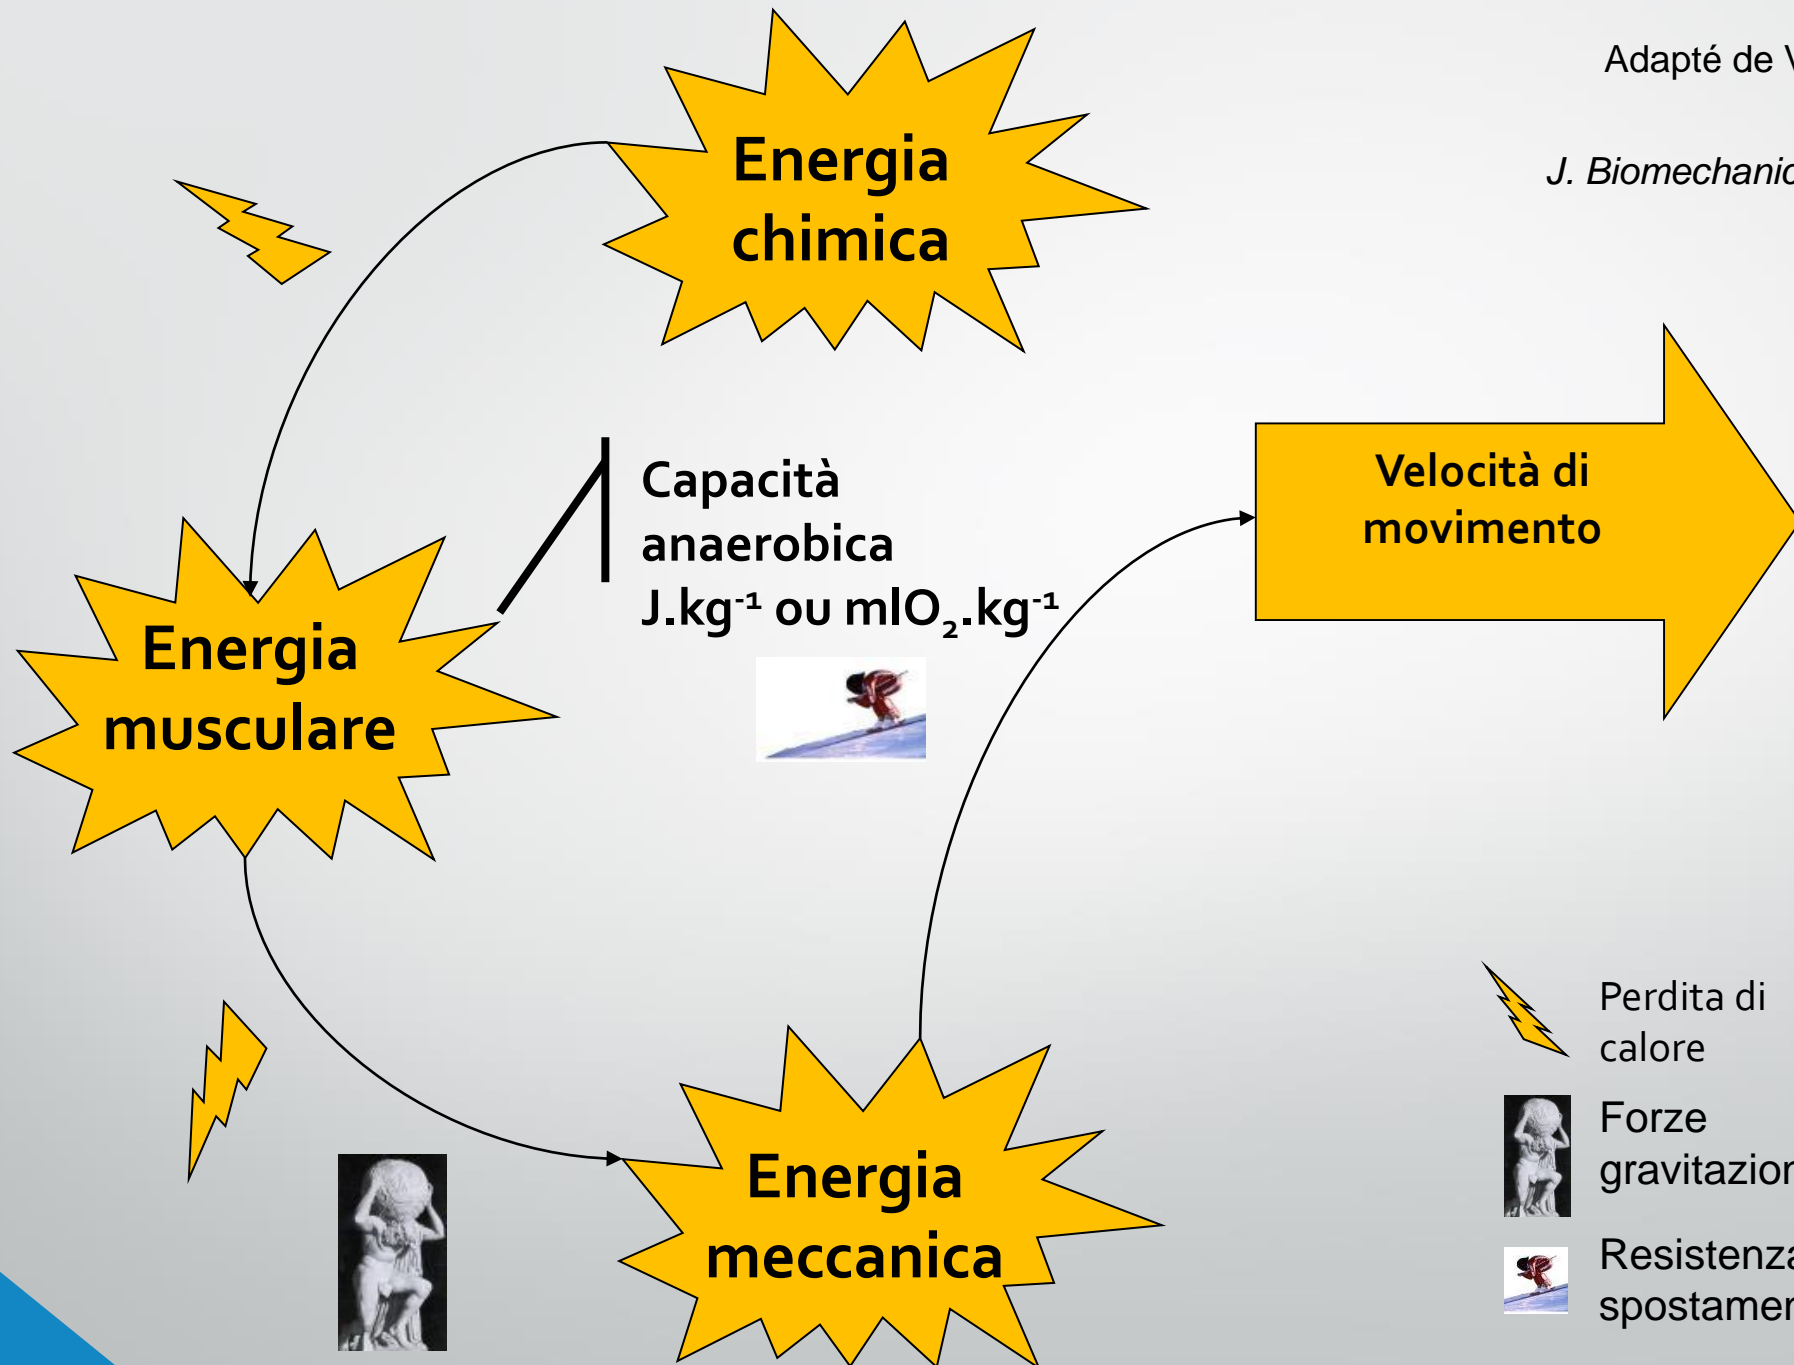 Adapté de
J. Biomechanic
Energia
chimica
Capacità
anaerobica
J.kg⁻¹ ou mlO₂.kg⁻¹
Velocità di
movimento
Energia
musculare
Energia
meccanica
Perdita di
calore
Forze
gravitazion
Resistenza
spostamen